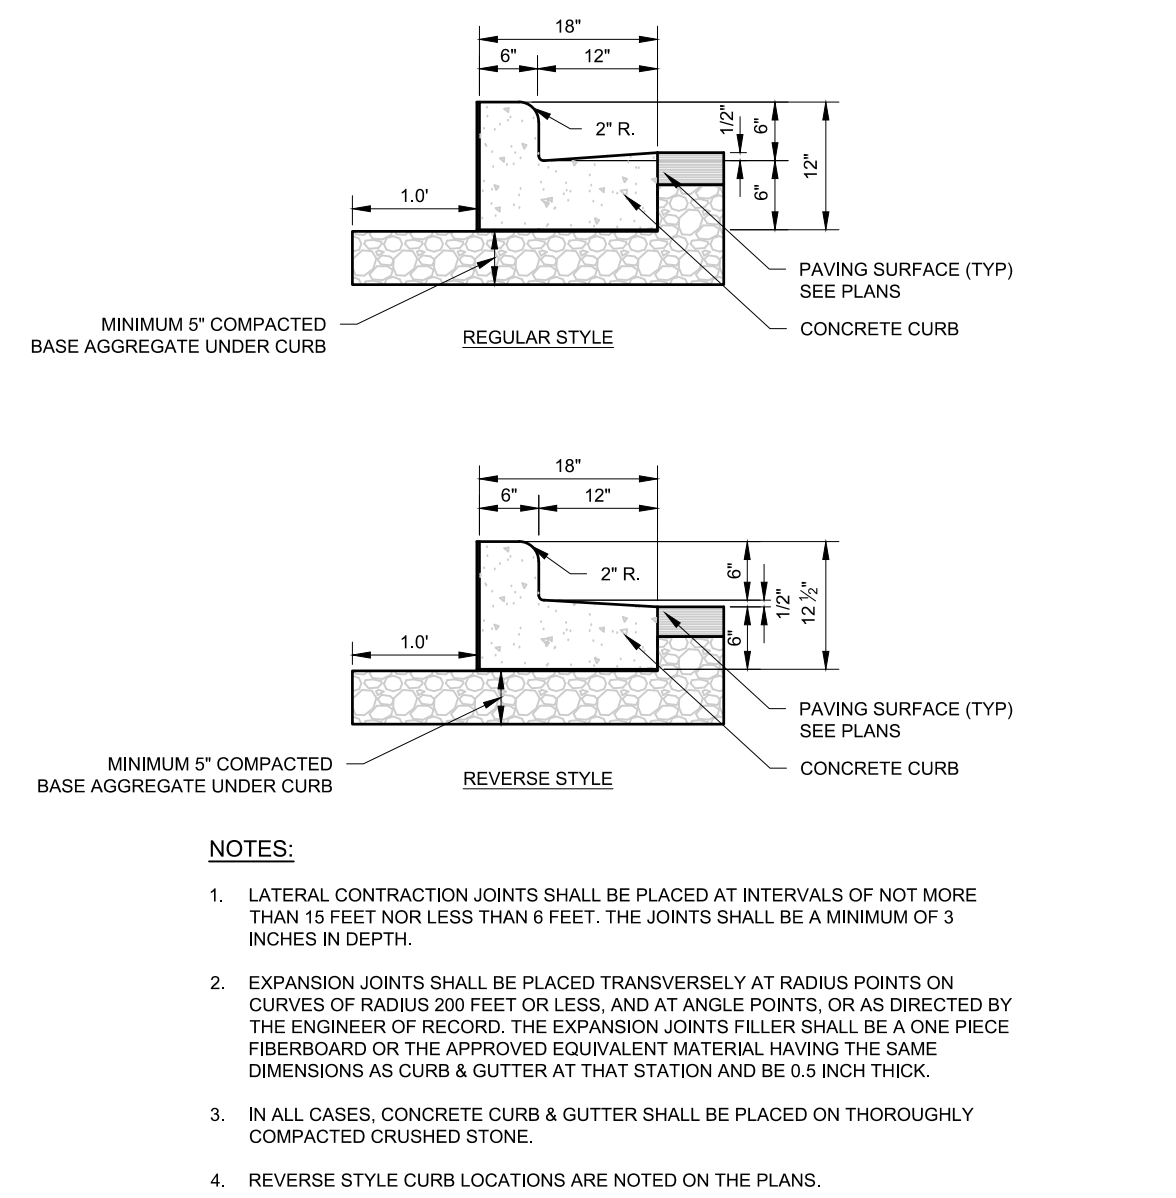 18"
6" 12"
2" R.
1/2"
6"
12"
6"
1.0'
PAVING SURFACE (TYP)
SEE PLANS
CONCRETE CURB
MINIMUM 5" COMPACTED
BASE AGGREGATE UNDER CURB
REGULAR STYLE
18"
6" 12"
2" R.
6"
1/2"
12 ½"
6"
1.0'
PAVING SURFACE (TYP)
SEE PLANS
CONCRETE CURB
MINIMUM 5" COMPACTED
BASE AGGREGATE UNDER CURB
REVERSE STYLE
NOTES:
1. LATERAL CONTRACTION JOINTS SHALL BE PLACED AT INTERVALS OF NOT MORE
THAN 15 FEET NOR LESS THAN 6 FEET. THE JOINTS SHALL BE A MINIMUM OF 3
INCHES IN DEPTH.
2. EXPANSION JOINTS SHALL BE PLACED TRANSVERSELY AT RADIUS POINTS ON
CURVES OF RADIUS 200 FEET OR LESS, AND AT ANGLE POINTS, OR AS DIRECTED BY
THE ENGINEER OF RECORD. THE EXPANSION JOINTS FILLER SHALL BE A ONE PIECE
FIBERBOARD OR THE APPROVED EQUIVALENT MATERIAL HAVING THE SAME
DIMENSIONS AS CURB & GUTTER AT THAT STATION AND BE 0.5 INCH THICK.
3. IN ALL CASES, CONCRETE CURB & GUTTER SHALL BE PLACED ON THOROUGHLY
COMPACTED CRUSHED STONE.
4. REVERSE STYLE CURB LOCATIONS ARE NOTED ON THE PLANS.